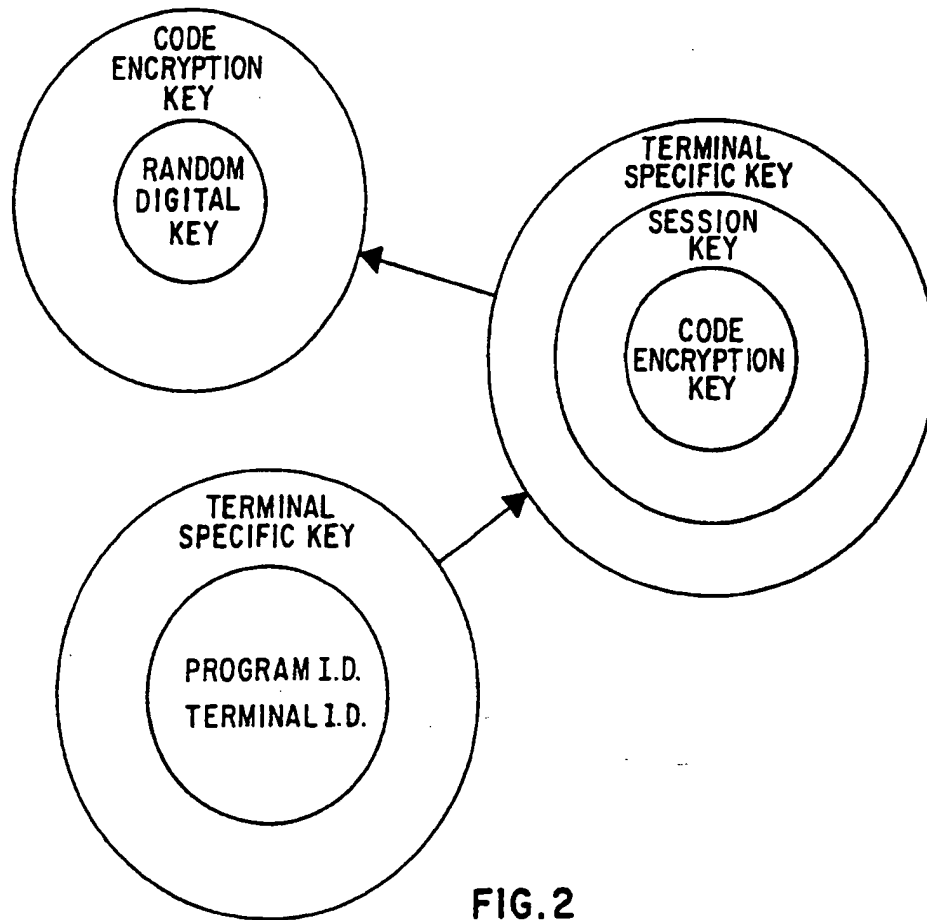 CODE
ENCRYPTION
KEY
RANDOM
DIGITAL
KEY
TERMINAL
SPECIFIC KEY
SESSION
KEY
CODE
ENCRYPTION
KEY
TERMINAL
SPECIFIC KEY
PROGRAM I.D.
TERMINAL I.D.
FIG.2